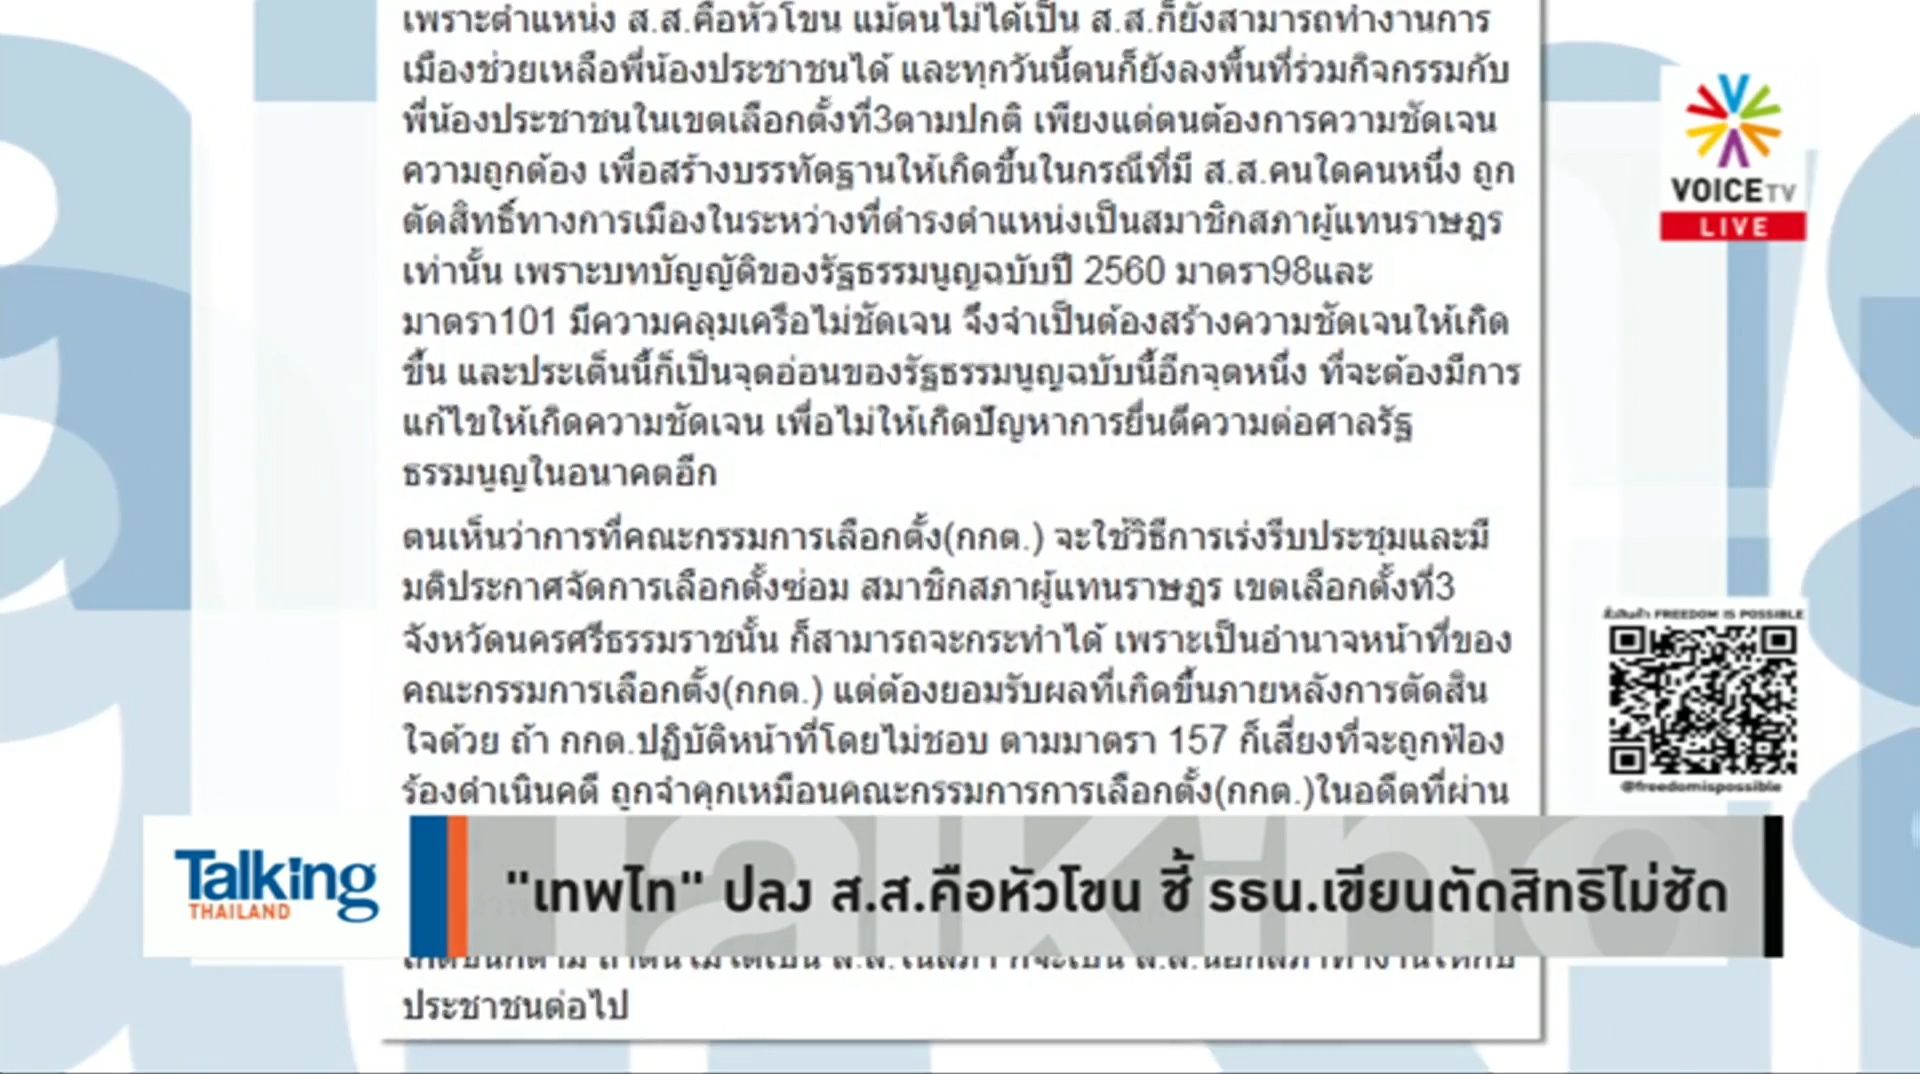 เพราะตำแหน่ง ส.ส.คือหัวโขน แม้ตนไม่ได้เป็น ส.ส.ก็ยังสามารถทำงานการ
เมืองช่วยเหลือพี่น้องประชาชนได้ และทุกวันนี้ตนก็ยังลงพื้นที่ร่วมกิจกรรมกับ
พี่น้องประชาชนในเขตเลือกตั้งที่3ตามปกติ เพียงแต่ตนต้องการความชัดเจน
ความถูกต้อง เพื่อสร้างบรรทัดฐานให้เกิดขึ้นในกรณีที่มี ส.ส.คนใดคนหนึ่ง ถูก
ตัดสิทธิ์ทางการเมืองในระหว่างที่ดำรงตำแหน่งเป็นสมาชิกสภาผู้แทนราษฎร
เท่านั้น เพราะบทบัญญัติของรัฐธรรมนูญฉบับปี 2560 มาตรา98และ
มาตรา101 มีความคลุมเครือไม่ชัดเจน จึงจำเป็นต้องสร้างความชัดเจนให้เกิด
ขึ้น และประเด็นนี้ก็เป็นจุดอ่อนของรัฐธรรมนูญฉบับนี้อีกจุดหนึ่ง ที่จะต้องมีการ
แก้ไขให้เกิดความชัดเจน เพื่อไม่ให้เกิดปัญหาการยื่นตีความต่อศาลรัฐ
ธรรมนูญในอนาคตอีก
ตนเห็นว่าการที่คณะกรรมการเลือกตั้ง(กกต.) จะใช้วิธีการเร่งรีบประชุมและมี
มติประกาศจัดการเลือกตั้งซ่อม สมาชิกสภาผู้แทนราษฎร เขตเลือกตั้งที่3
จังหวัดนครศรีธรรมราชนั้น ก็สามารถจะกระทำได้ เพราะเป็นอำนาจหน้าที่ของ
คณะกรรมการเลือกตั้ง(กกต.) แต่ต้องยอมรับผลที่เกิดขึ้นภายหลังการตัดสิน
ใจด้วย ถ้า กกต.ปฏิบัติหน้าที่โดยไม่ชอบ ตามมาตรา 157 ก็เสี่ยงที่จะถูกฟ้อง
ร้องดำเนินคดี ถูกจำคุกเหมือนคณะกรรมการการเลือกตั้ง(กกต.)ในอดีตที่ผ่าน
ประชาชนต่อไป
VOICE TV
LIVE
สั่งสินค้า FREEDOM IS POSSIBLE
@freedomispossible
Talking
THAILAND
"เทพไท" ปลง ส.ส.คือหัวโขน ชี้ รธน.เขียนตัดสิทธิไม่ชัด